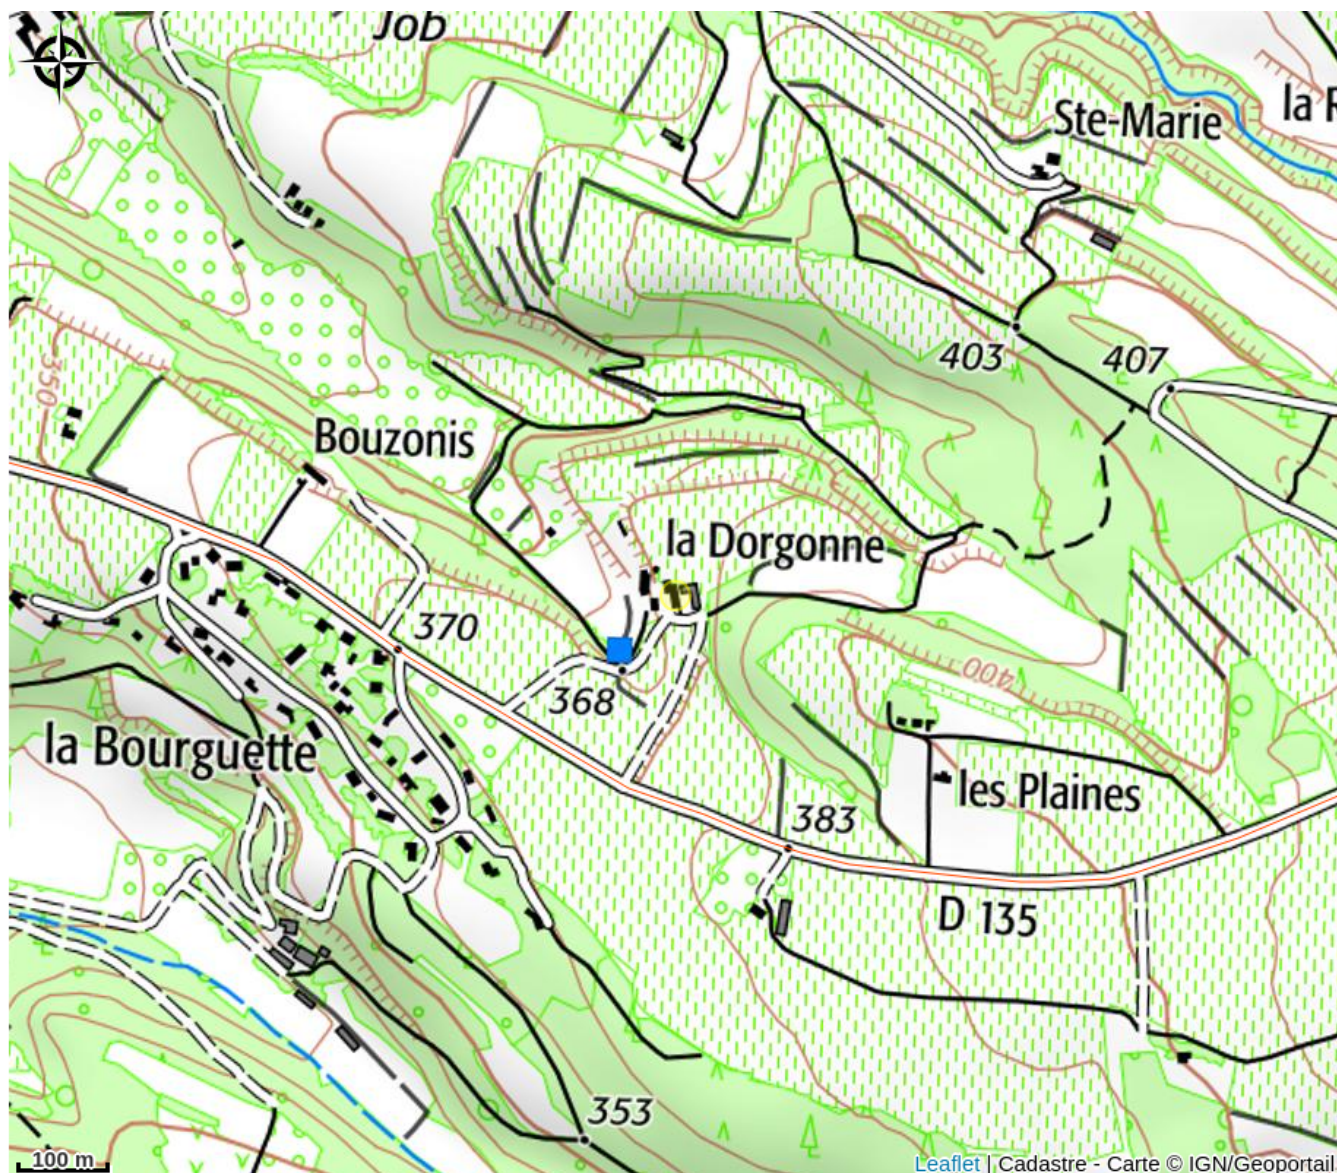 Job
Ste-Marie
la
403
407
350
Bouzonis
la Dorgonne
370
368
400
la Bourguette
les Plaines
383
D 135
353
100 m
Leaflet | Cadastre - Carte © IGN/Geoportail